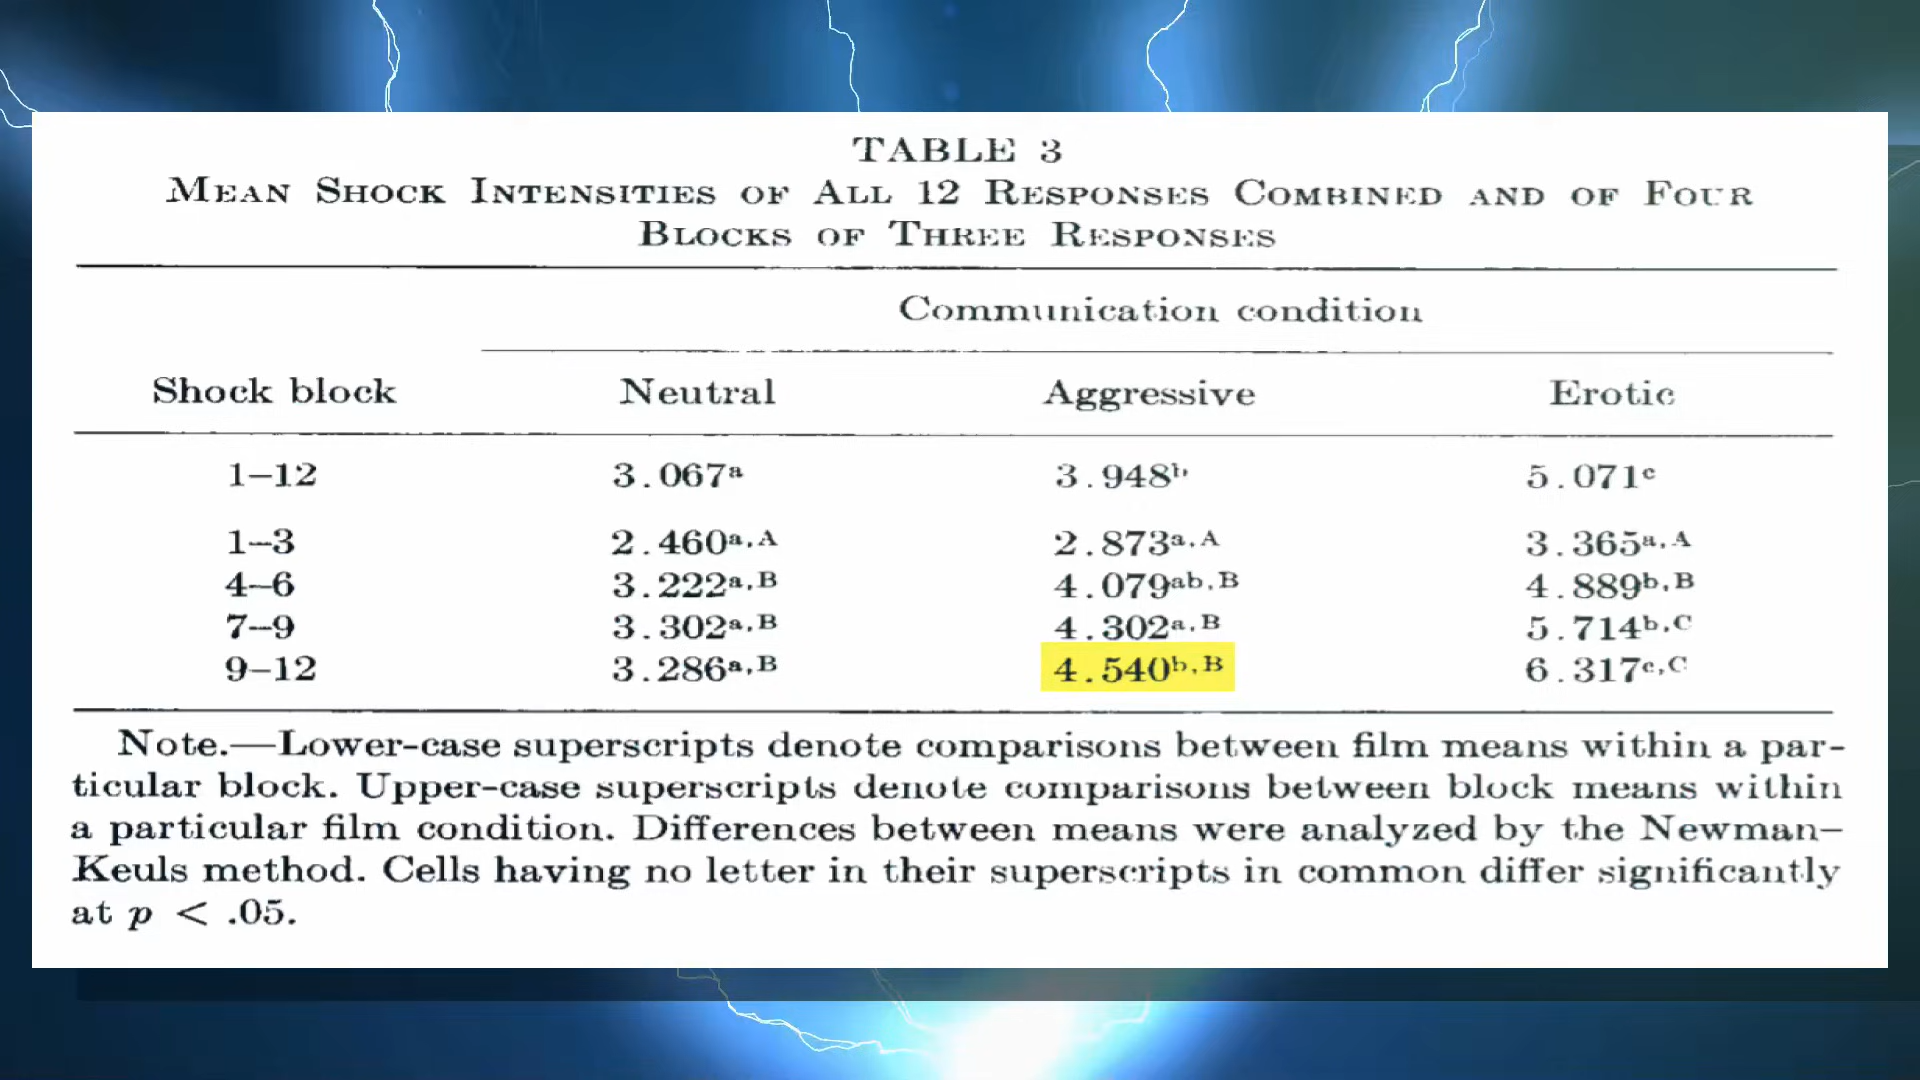 TABLE 3
MEAN SHOCK INTENSITIES OF ALL 12 RESPONSES COMBINED AND OF FOUR
BLOCKS OF THREE RESPONSES
Communication condition
Shock block Neutral Aggressive Erotic
1–12 3.067ᵃ 3.948ᵇ 5.071ᶜ
1–3 2.460ᵃ,ᴬ 2.873ᵃ,ᴬ 3.365ᵃ,ᴬ
4–6 3.222ᵃ,ᴮ 4.079ᵃᵇ,ᴮ 4.889ᵇ,ᴮ
7–9 3.302ᵃ,ᴮ 4.302ᵃ,ᴮ 5.714ᵇ,C
9–12 3.286ᵃ,ᴮ 4.540ᵇ,ᴮ 6.317ᶜ,C
Note.—Lower-case superscripts denote comparisons between film means within a par-
ticular block. Upper-case superscripts denote comparisons between block means within
a particular film condition. Differences between means were analyzed by the Newman–
Keuls method. Cells having no letter in their superscripts in common differ significantly
at p < .05.